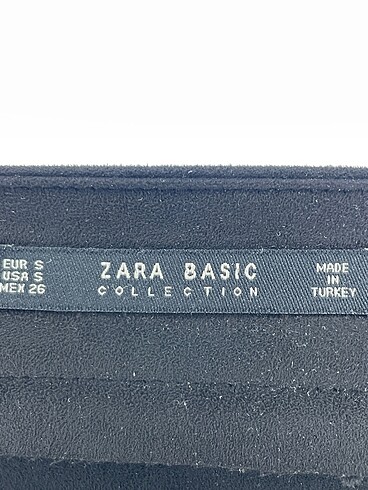 EUR S
USA S
MEX 26
ZARA BASIC
COLLECTION
MADE
IN
TURKEY